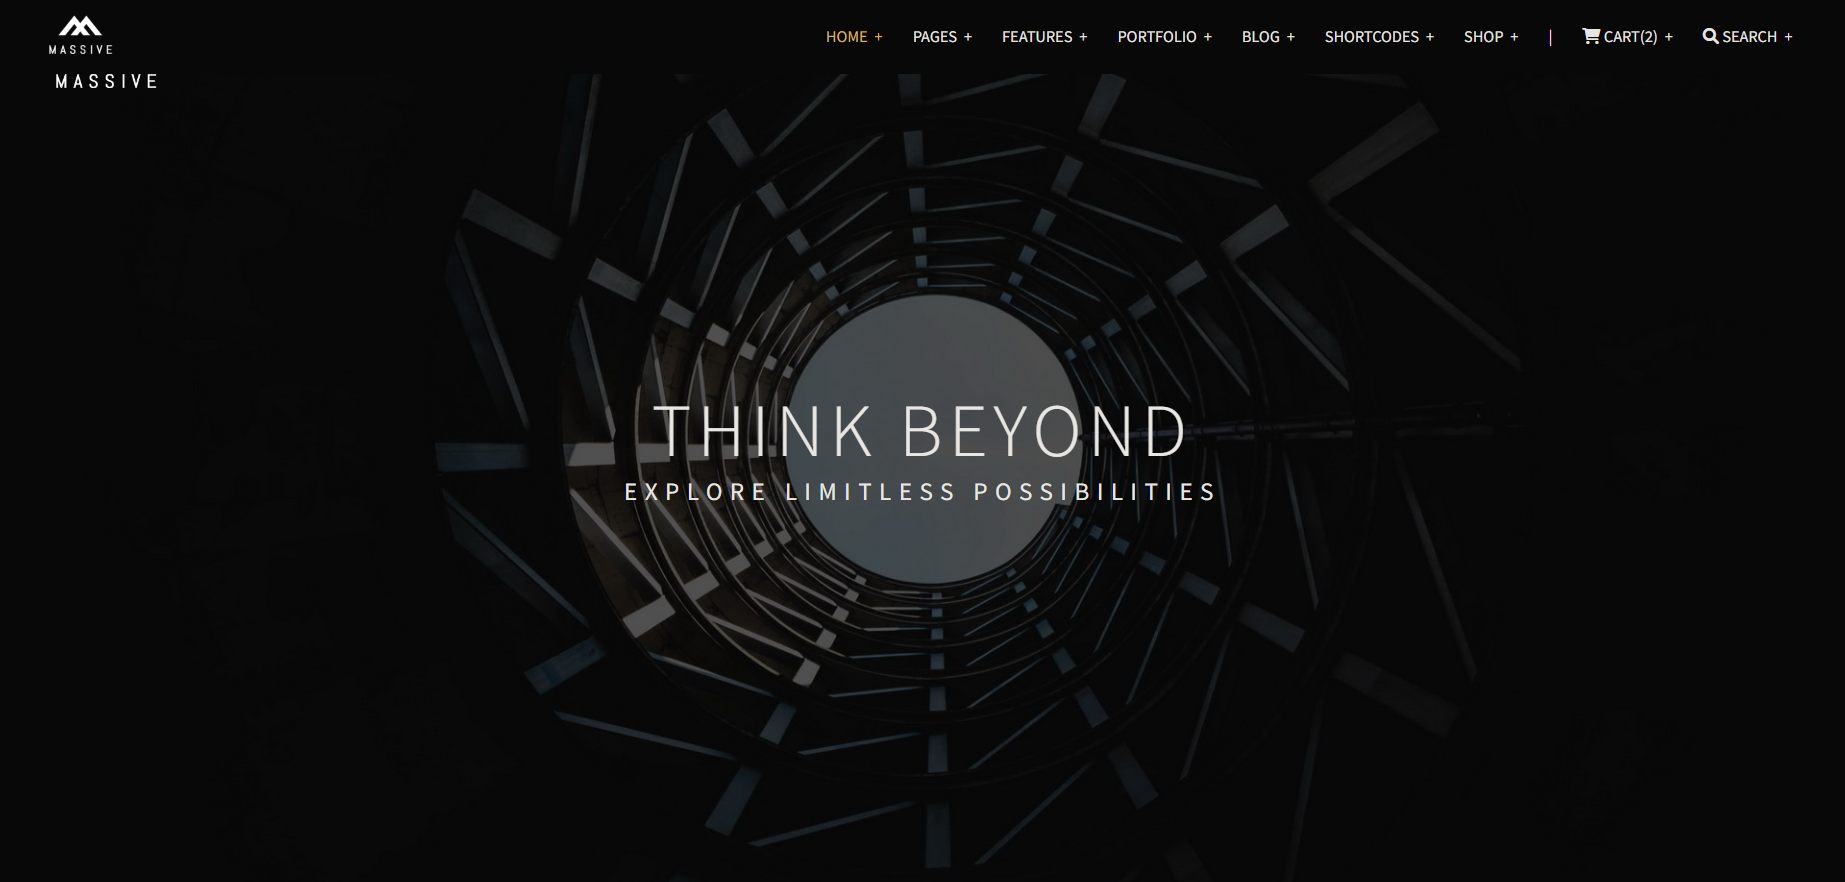 MASSIVE
HOME + PAGES + FEATURES + PORTFOLIO + BLOG + SHORTCODES + SHOP + | CART(2) + SEARCH +
MASSIVE
THINK BEYOND
EXPLORE LIMITLESS POSSIBILITIES